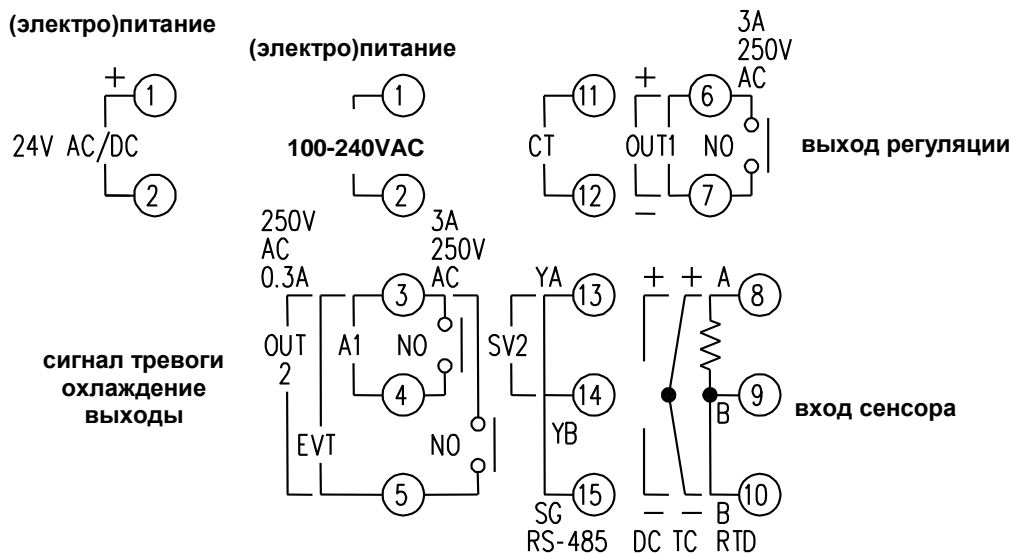 (электро)питание
+ 1
24V AC/DC
2
(электро)питание
1
100-240VAC
2
11
CT
12
+
OUT1
–
3A
250V
AC
6
NO
7
выход регуляции
250V
AC
0.3A
OUT
2
EVT
A1
3A
250V
AC
3
NO
4
NO
5
сигнал тревоги
охлаждение
выходы
YA 13
SV2
14
YB
SG 15
RS-485
+ + A 8
9
B
– – B 10
DC TC RTD
вход сенсора